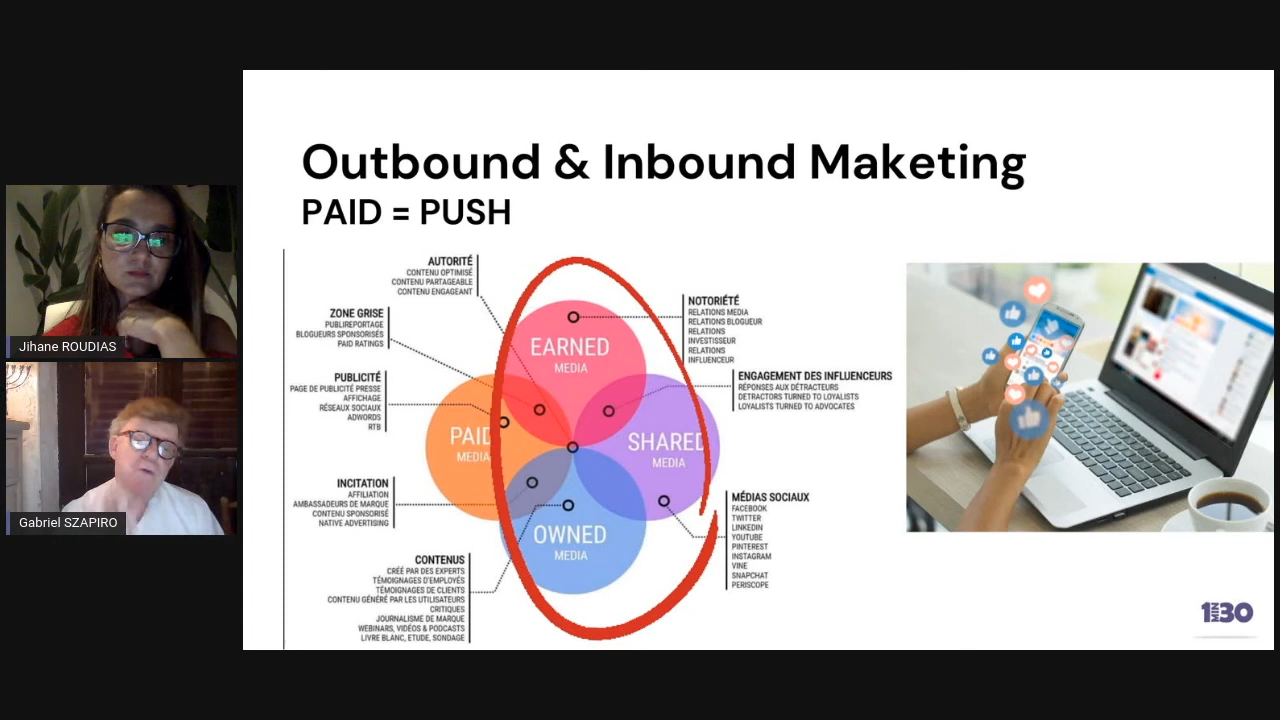 Outbound & Inbound Maketing
PAID = PUSH
AUTORITÉ
CONTENU OPTIMISÉ
CONTENU PARTAGEABLE
CONTENU ENGAGEANT
ZONE GRISE
PUBLIREPORTAGE
BLOGUEURS SPONSORISÉS
PAID RATINGS
PUBLICITÉ
PAGE DE PUBLICITÉ PRESSE
AFFICHAGE
RÉSEAUX SOCIAUX
ADWORDS
RTB
INCITATION
AFFILIATION
AMBASSADEURS DE MARQUE
CONTENU SPONSORISÉ
NATIVE ADVERTISING
CONTENUS
CRÉÉ PAR DES EXPERTS
TÉMOIGNAGES D'EMPLOYÉS
TÉMOIGNAGES DE CLIENTS
CONTENU GÉNÉRÉ PAR LES UTILISATEURS
CRITIQUES
JOURNALISME DE MARQUE
WEBINARS, VIDÉOS & PODCASTS
LIVRE BLANC, ETUDE, SONDAGE
EARNED
MEDIA
PAID
MEDIA
SHARED
MEDIA
OWNED
MEDIA
NOTORIÉTÉ
RELATIONS MEDIA
RELATIONS BLOGUEUR
RELATIONS
INVESTISSEUR
RELATIONS
INFLUENCEUR
ENGAGEMENT DES INFLUENCEURS
RÉPONSES AUX DÉTRACTEURS
DETRACTORS TURNED TO LOYALISTS
LOYALISTS TURNED TO ADVOCATES
MÉDIAS SOCIAUX
FACEBOOK
TWITTER
LINKEDIN
YOUTUBE
PINTEREST
INSTAGRAM
VINE
SNAPCHAT
PERISCOPE
1MIN30
Jihane ROUDIAS
Gabriel SZAPIRO